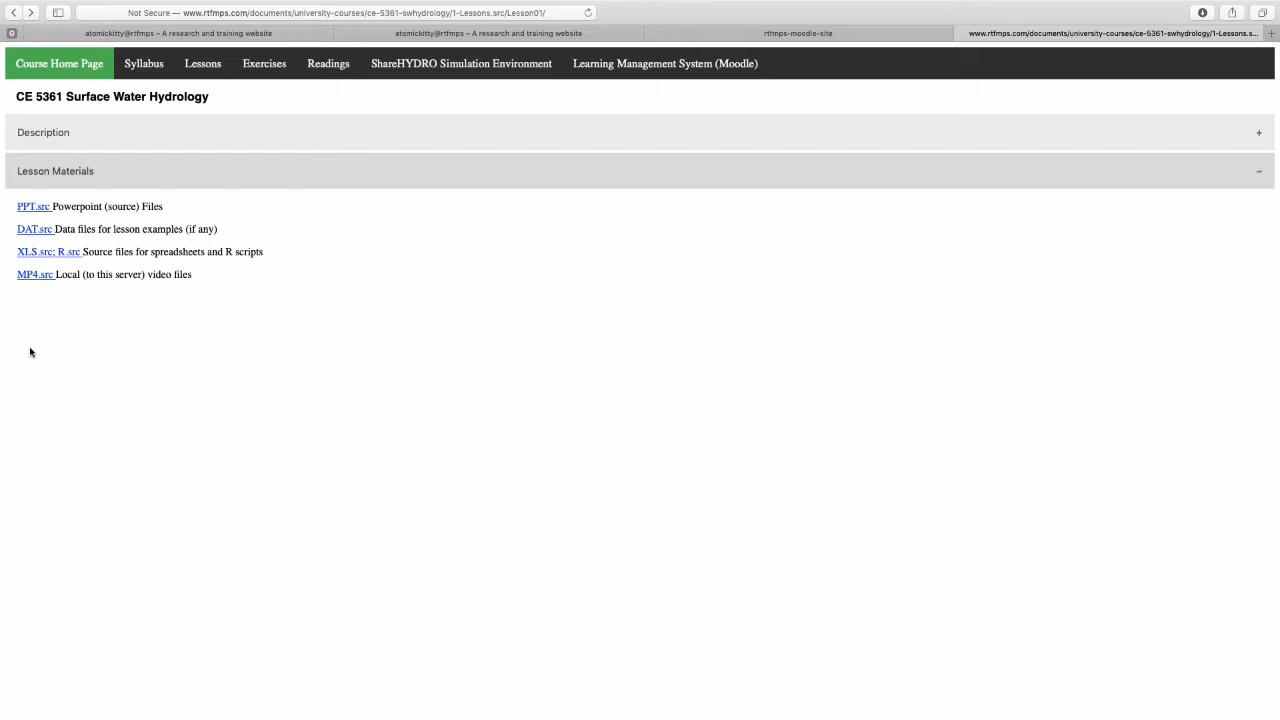 Not Secure — www.rtfmps.com/documents/university-courses/ce-5361-swhydrology/1-Lessons.src/Lesson01/
G atomickitty@rtfmps – A research and training website atomickitty@rtfmps – A research and training website rtfmps-moodle-site www.rtfmps.com/documents/university-courses/ce-5361-swhydrology/1-Lessons.s... +
Course Home Page Syllabus Lessons Exercises Readings ShareHYDRO Simulation Environment Learning Management System (Moodle)
CE 5361 Surface Water Hydrology
Description +
Lesson Materials –
PPT.src Powerpoint (source) Files
DAT.src Data files for lesson examples (if any)
XLS.src; R.src Source files for spreadsheets and R scripts
MP4.src Local (to this server) video files